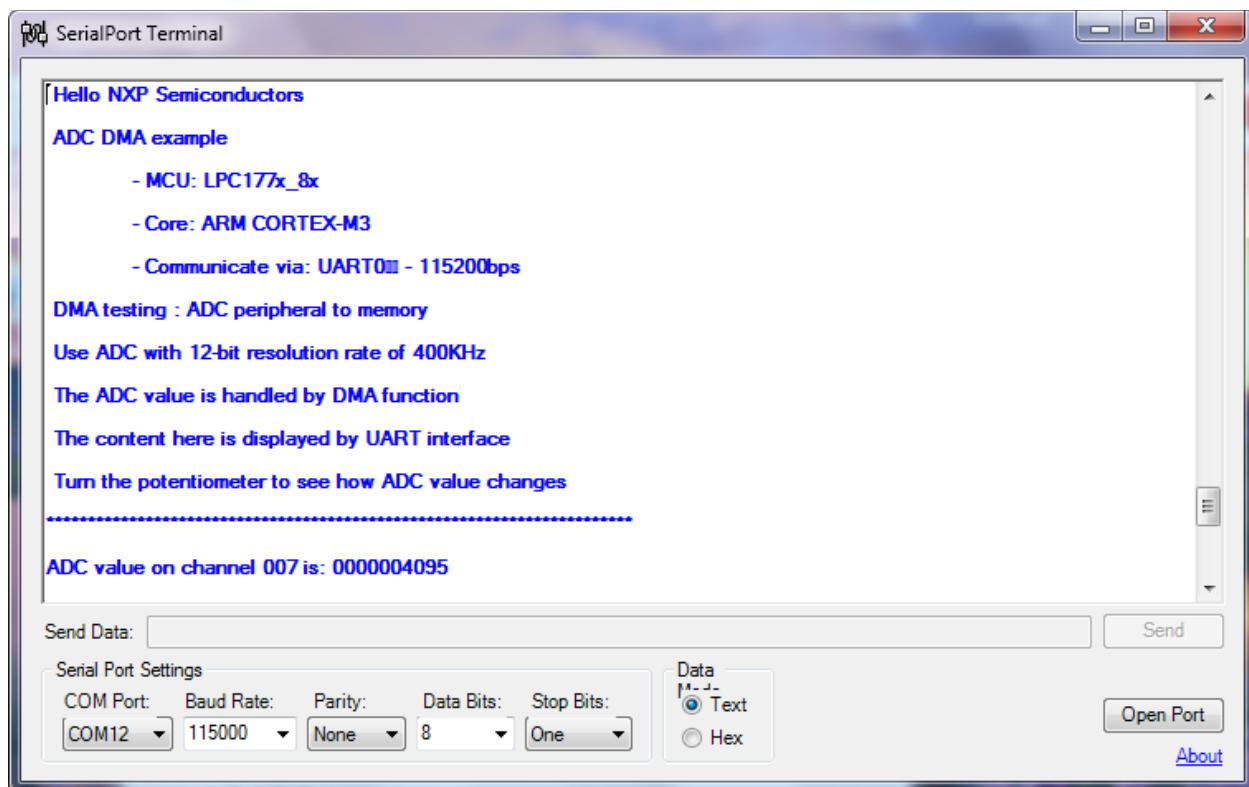 SerialPort Terminal
Hello NXP Semiconductors
ADC DMA example
- MCU: LPC177x_8x
- Core: ARM CORTEX-M3
- Communicate via: UART0 - 115200bps
DMA testing : ADC peripheral to memory
Use ADC with 12-bit resolution rate of 400KHz
The ADC value is handled by DMA function
The content here is displayed by UART interface
Turn the potentiometer to see how ADC value changes
**********************************************************************
ADC value on channel 007 is: 0000004095
Send Data: Send
Serial Port Settings Data
COM Port: Baud Rate: Parity: Data Bits: Stop Bits:
COM12 115000 None 8 One Text
Hex
Open Port
About